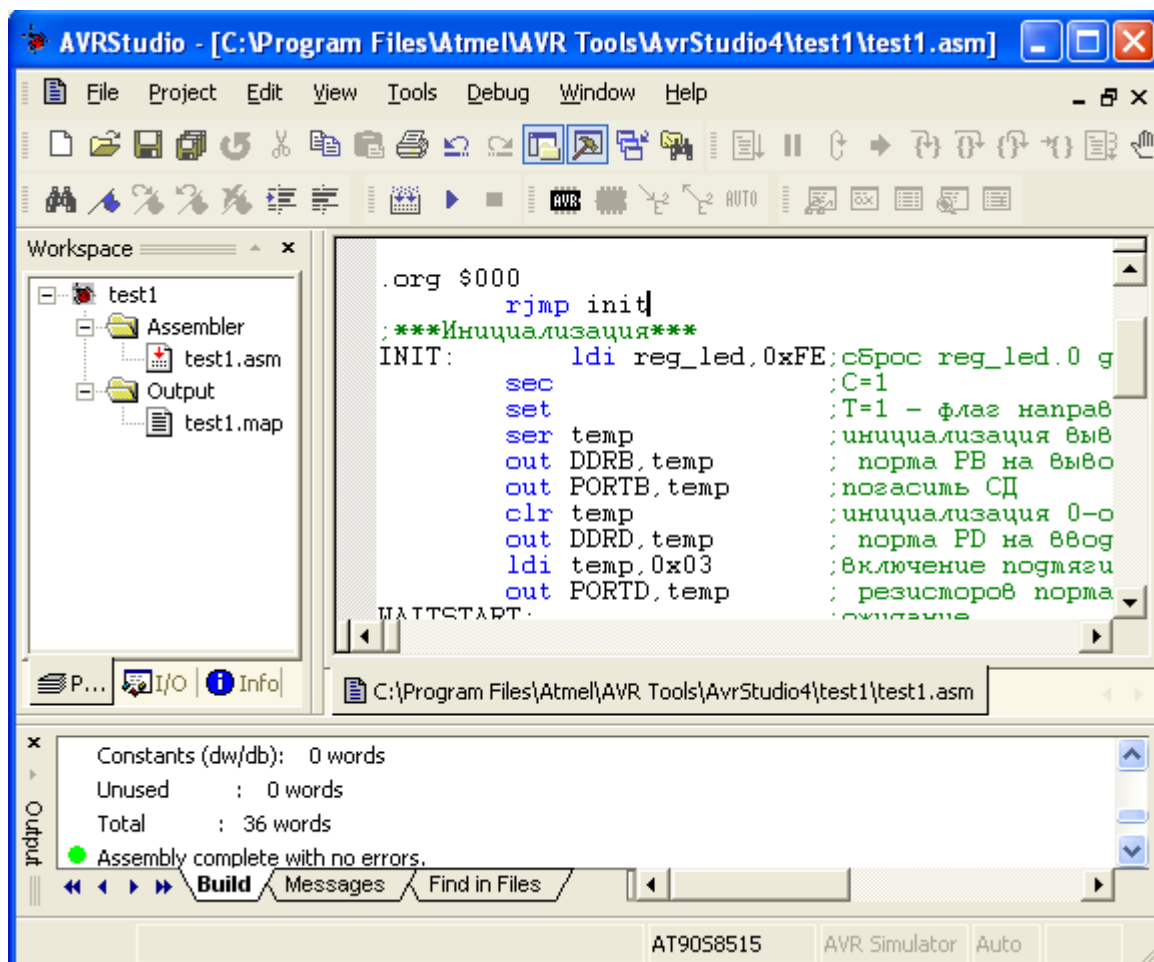 AVRStudio - [C:\Program Files\Atmel\AVR Tools\AvrStudio4\test1\test1.asm]
File Project Edit View Tools Debug Window Help
AVR AUTO
Workspace
test1
Assembler
test1.asm
Output
test1.map
P... I/O Info
.org $000
rjmp init
;***Инициализация***
INIT: ldi reg_led,0xFE;сброс reg_led.0 д
sec ;C=1
set ;T=1 – флаг направ
ser temp ;инициализация выв
out DDRB,temp ; порта PB на выво
out PORTB,temp ;погасить СД
clr temp ;инициализация 0-о
out DDRD,temp ; порта PD на ввод
ldi temp,0x03 ;включение подтяги
out PORTD,temp ; резисторов порта
WAITSTART: ;ожидание
C:\Program Files\Atmel\AVR Tools\AvrStudio4\test1\test1.asm
Output
Constants (dw/db): 0 words
Unused : 0 words
Total : 36 words
Assembly complete with no errors.
Build Messages Find in Files
AT90S8515 AVR Simulator Auto